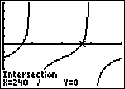 Intersection
X=240 Y=0